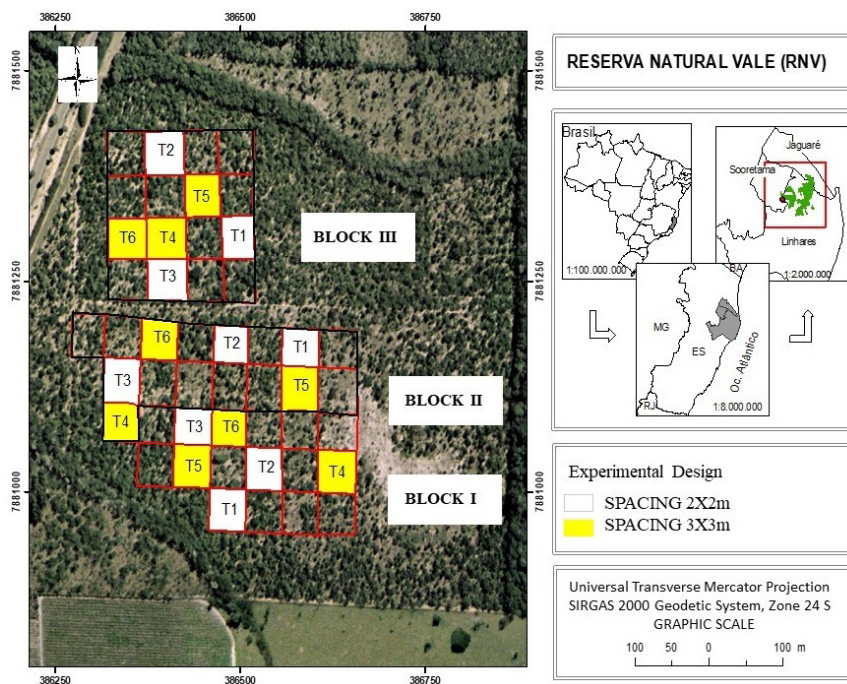 386250 386500 386750
7881500
7881500
RESERVA NATURAL VALE (RNV)
T2
T5
T6 T4 T1
T3
BLOCK III
7881250
7881250
T6 T2 T1
T3 T5
BLOCK II
T4 T3 T6
T5 T2 T4
T1
BLOCK I
7881000
7881000
386250 386500 386750
Brasil
1:100.000.000
Jaguaré
Sooretama
Linhares
1:2.000.000
BA
MG
ES
RJ
Oc. Atlântico
1:8.000.000
Experimental Design
SPACING 2X2m
SPACING 3X3m
Universal Transverse Mercator Projection
SIRGAS 2000 Geodetic System, Zone 24 S
GRAPHIC SCALE
100 50 0 50 100 m